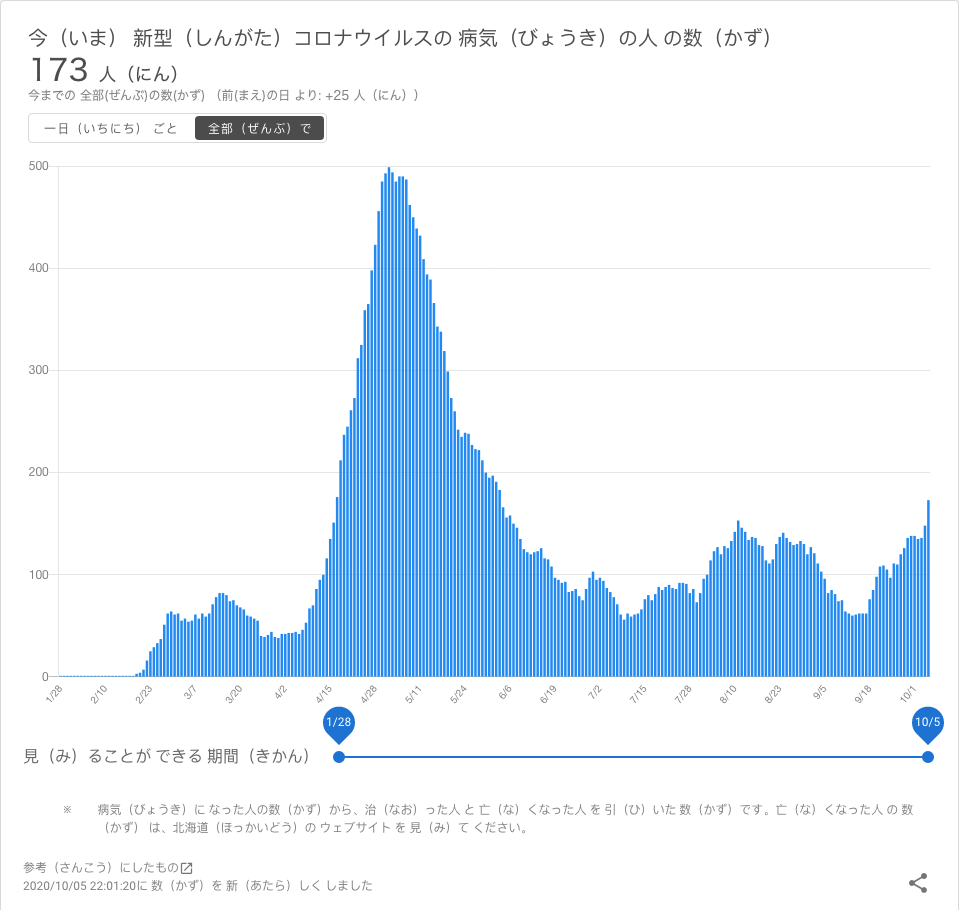 今（いま） 新型（しんがた）コロナウイルスの 病気（びょうき）の人 の数（かず）
173 人（にん）
今までの 全部(ぜんぶ)の数(かず) （前(まえ)の日 より: +25 人（にん））
一日（いちにち） ごと
全部（ぜんぶ）で
500
400
300
200
100
0
1/28
2/10
2/23
3/7
3/20
4/2
4/15
4/28
5/11
5/24
6/6
6/19
7/2
7/15
7/28
8/10
8/23
9/5
9/18
10/1
1/28
10/5
見（み）ることが できる 期間（きかん）
※ 病気（びょうき）に なった人の数（かず）から、治（なお）った人 と 亡（な）くなった人 を 引（ひ）いた 数（かず）です。亡（な）くなった人 の 数
（かず） は、北海道（ほっかいどう）の ウェブサイト を 見（み）て ください。
参考（さんこう）にしたもの
2020/10/05 22:01:20に 数（かず）を 新（あたら）しく しました